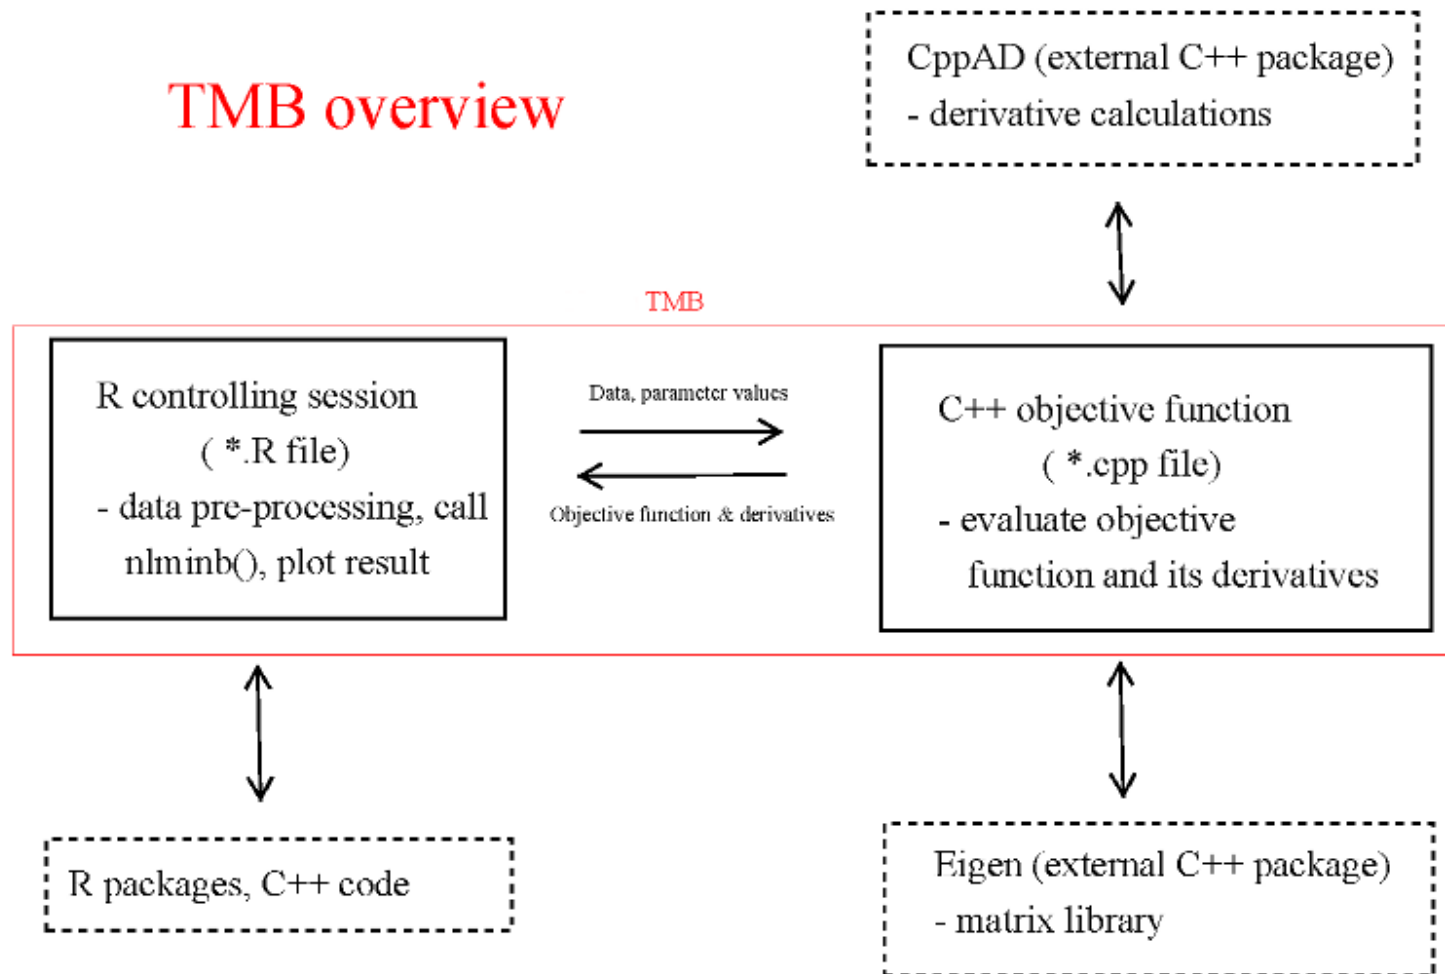 TMB overview
CppAD (external C++ package)
- derivative calculations
TMB
R controlling session
( *.R file)
- data pre-processing, call
nlminb(), plot result
Data, parameter values
Objective function & derivatives
C++ objective function
( *.cpp file)
- evaluate objective
function and its derivatives
R packages, C++ code
Eigen (external C++ package)
- matrix library